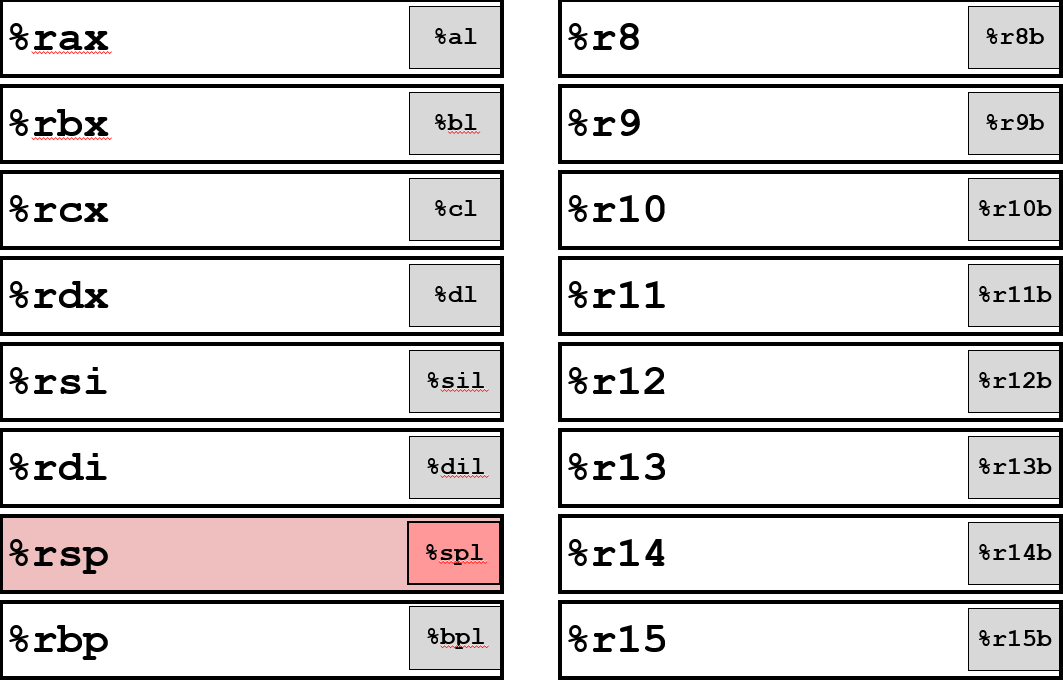 %rax %al
%rbx %bl
%rcx %cl
%rdx %dl
%rsi %sil
%rdi %dil
%rsp %spl
%rbp %bpl
%r8 %r8b
%r9 %r9b
%r10 %r10b
%r11 %r11b
%r12 %r12b
%r13 %r13b
%r14 %r14b
%r15 %r15b